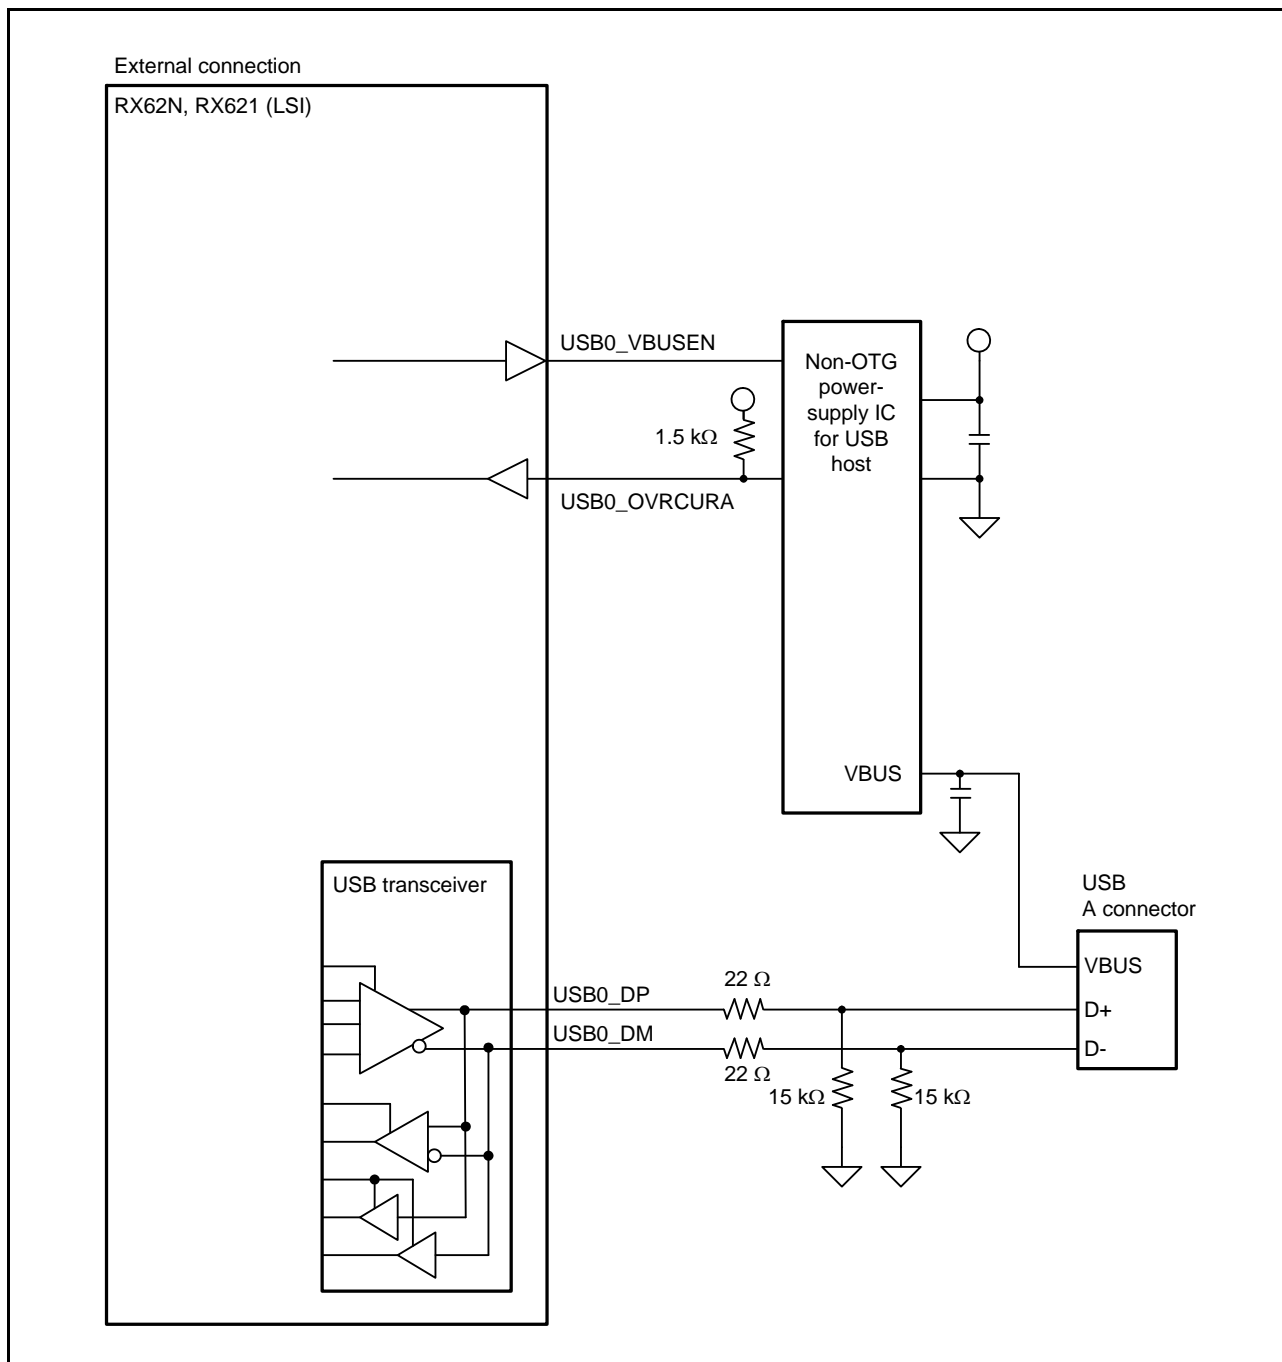 External connection
RX62N, RX621 (LSI)
USB0_VBUSEN
Non-OTG
power-
supply IC
for USB
host
1.5 kΩ
USB0_OVRCURA
VBUS
USB transceiver
USB
A connector
VBUS
22 Ω
USB0_DP
D+
USB0_DM
D-
22 Ω
15 kΩ
15 kΩ